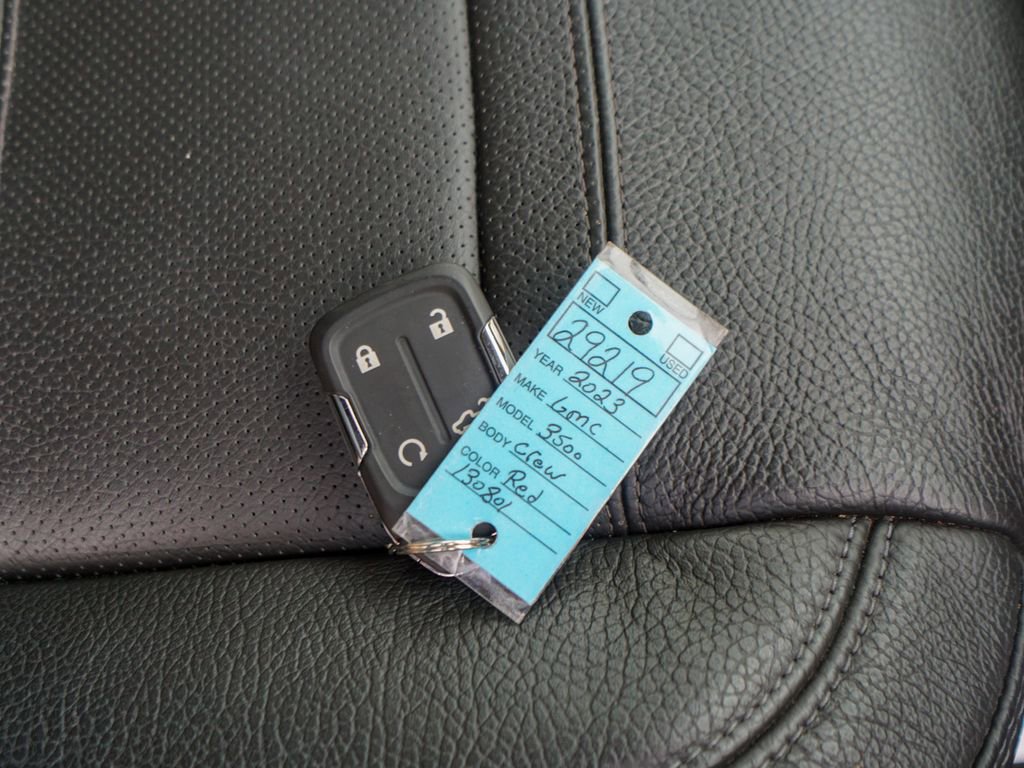 NEW
USED
29219
YEAR 2023
MAKE GMC
MODEL 3500
BODY Crew
COLOR Red
130801